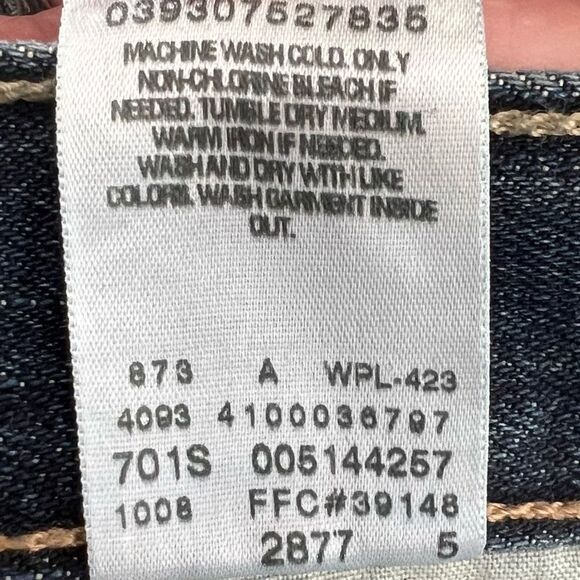 039307527835
MACHINE WASH COLD. ONLY
NON-CHLORINE BLEACH IF
NEEDED. TUMBLE DRY MEDIUM.
WARM IRON IF NEEDED.
WASH AND DRY WITH LIKE
COLORS. WASH GARMENT INSIDE
OUT.
873 A WPL-423
4093 4100036797
701S 005144257
1008 FFC#39148
2877 5